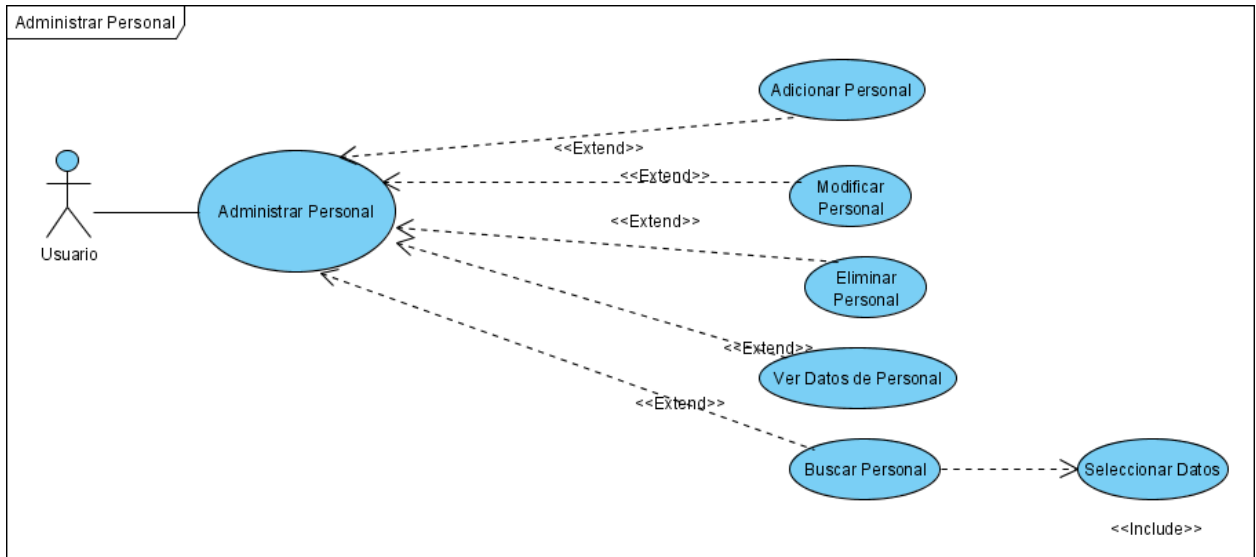 Administrar Personal
Adicionar Personal
<<Extend>>
<<Extend>>
Modificar
Personal
Administrar Personal
<<Extend>>
Usuario
Eliminar
Personal
<<Extend>>
Ver Datos de Personal
<<Extend>>
Buscar Personal
Seleccionar Datos
<<Include>>